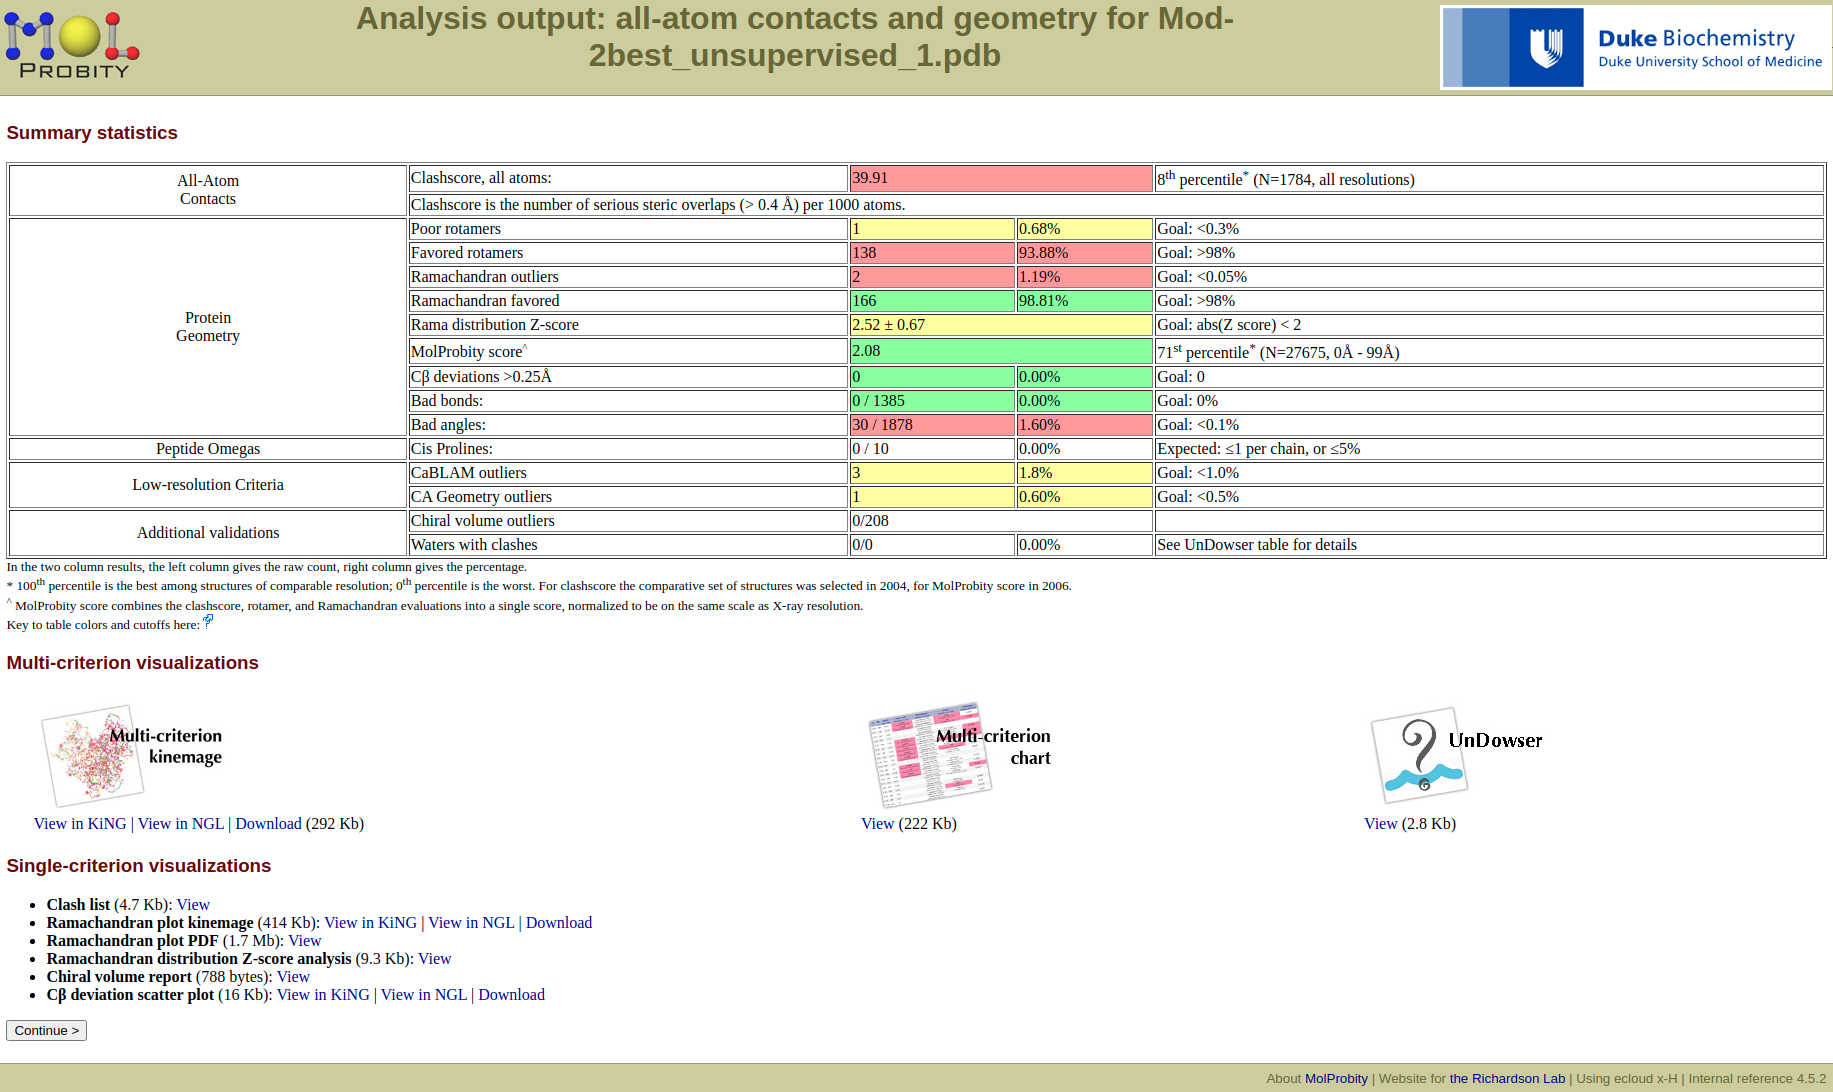 MOL
PROBITY
Analysis output: all-atom contacts and geometry for Mod-
2best_unsupervised_1.pdb
Duke Biochemistry
Duke University School of Medicine
Summary statistics
All-Atom
Contacts
Clashscore, all atoms: 39.91 8th percentile* (N=1784, all resolutions)
Clashscore is the number of serious steric overlaps (> 0.4 Å) per 1000 atoms.
Protein
Geometry
Poor rotamers 1 0.68% Goal: <0.3%
Favored rotamers 138 93.88% Goal: >98%
Ramachandran outliers 2 1.19% Goal: <0.05%
Ramachandran favored 166 98.81% Goal: >98%
Rama distribution Z-score 2.52 ± 0.67 Goal: abs(Z score) < 2
MolProbity score^ 2.08 71st percentile* (N=27675, 0Å - 99Å)
Cβ deviations >0.25Å 0 0.00% Goal: 0
Bad bonds: 0 / 1385 0.00% Goal: 0%
Bad angles: 30 / 1878 1.60% Goal: <0.1%
Peptide Omegas Cis Prolines: 0 / 10 0.00% Expected: ≤1 per chain, or ≤5%
Low-resolution Criteria
CaBLAM outliers 3 1.8% Goal: <1.0%
CA Geometry outliers 1 0.60% Goal: <0.5%
Additional validations
Chiral volume outliers 0/208
Waters with clashes 0/0 0.00% See UnDowser table for details
In the two column results, the left column gives the raw count, right column gives the percentage.
* 100th percentile is the best among structures of comparable resolution; 0th percentile is the worst. For clashscore the comparative set of structures was selected in 2004, for MolProbity score in 2006.
^ MolProbity score combines the clashscore, rotamer, and Ramachandran evaluations into a single score, normalized to be on the same scale as X-ray resolution.
Key to table colors and cutoffs here: ?
Multi-criterion visualizations
Multi-criterion
kinemage
Multi-criterion
chart
UnDowser
View in KiNG | View in NGL | Download (292 Kb)
View (222 Kb)
View (2.8 Kb)
Single-criterion visualizations
• Clash list (4.7 Kb): View
• Ramachandran plot kinemage (414 Kb): View in KiNG | View in NGL | Download
• Ramachandran plot PDF (1.7 Mb): View
• Ramachandran distribution Z-score analysis (9.3 Kb): View
• Chiral volume report (788 bytes): View
• Cβ deviation scatter plot (16 Kb): View in KiNG | View in NGL | Download
Continue >
About MolProbity | Website for the Richardson Lab | Using ecloud x-H | Internal reference 4.5.2